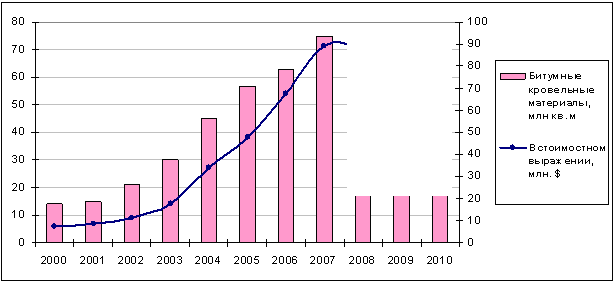 80
70
60
50
40
30
20
10
0
100
90
80
70
60
50
40
30
20
10
0
2000 2001 2002 2003 2004 2005 2006 2007 2008 2009 2010
Битумные
кровельные
материалы,
млн кв. м
В стоимостном
выражении,
млн. $